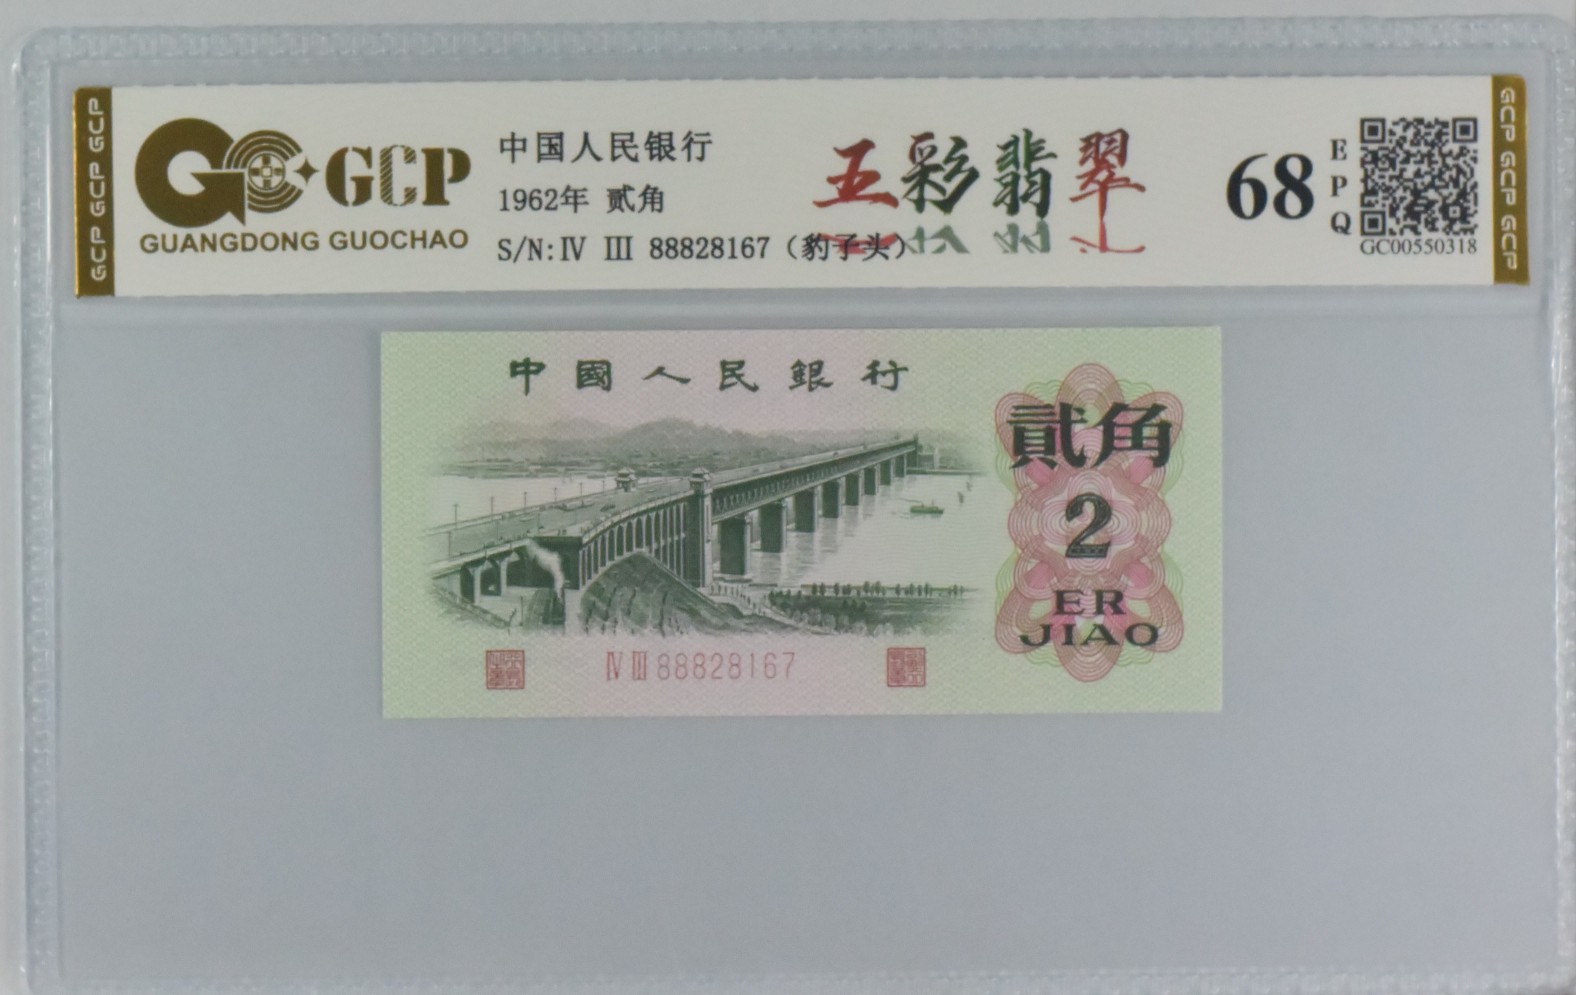 GCP GCP GCP
GCP
GUANGDONG GUOCHAO
中国人民银行
1962年 贰角
S/N:Ⅳ Ⅲ 88828167（豹子头）
五彩翡翠
68
EPQ
GC00550318
GCP GCP GCP
中國人民銀行
貳角
2
ER
JIAO
Ⅳ Ⅲ 88828167